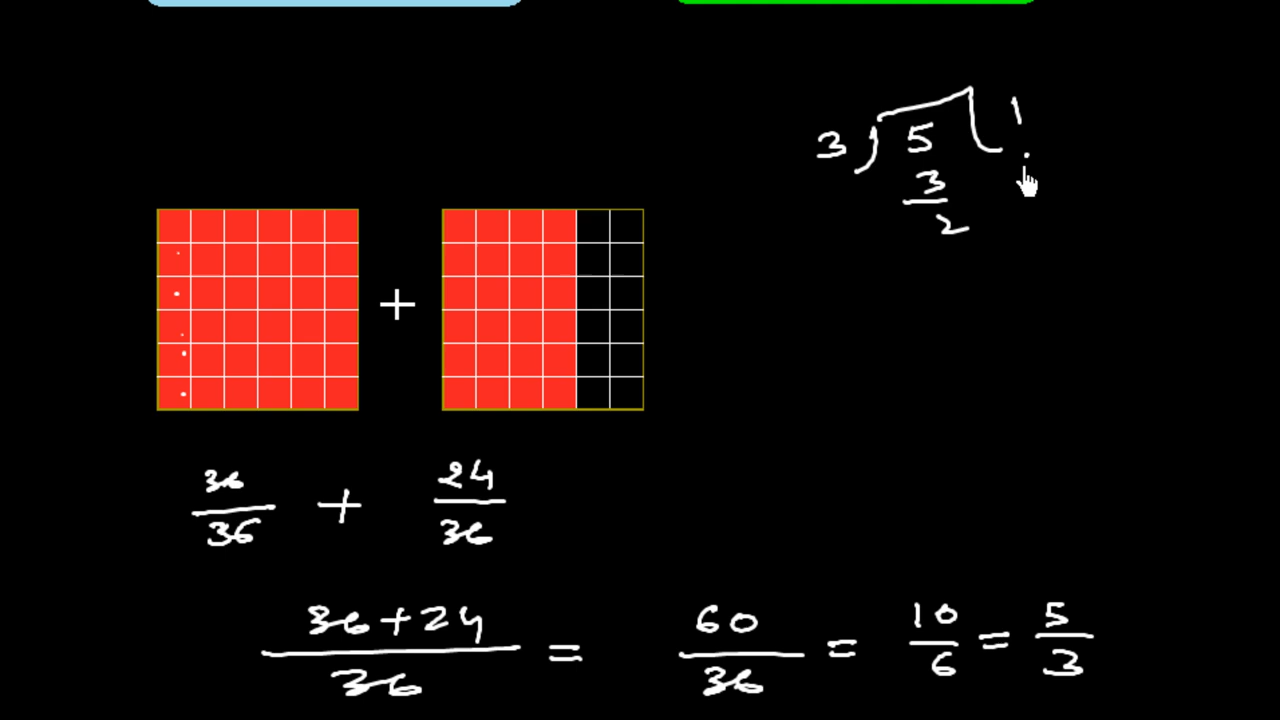 3 ) 5 ( 1
3
2
+
36/36 + 24/36
36+24/36 = 60/36 = 10/6 = 5/3